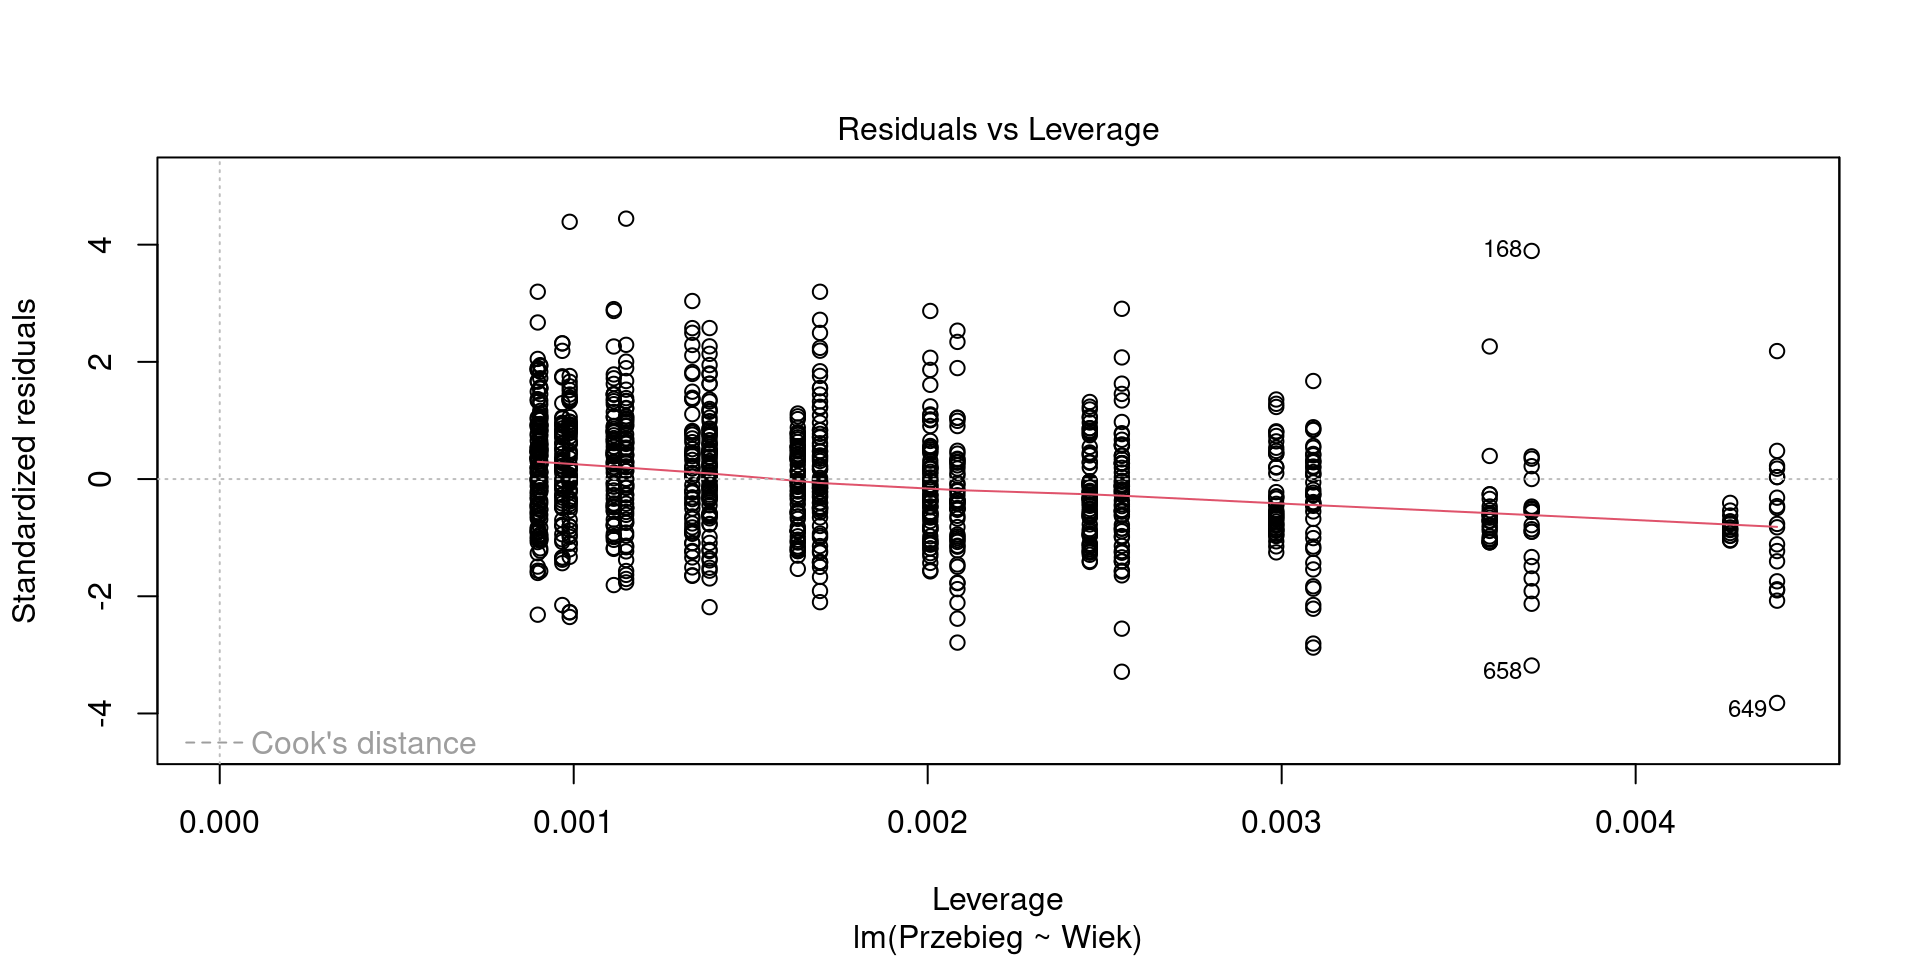 Residuals vs Leverage
Standardized residuals
4
2
0
-2
-4
168
658
649
Cook's distance
0.000 0.001 0.002 0.003 0.004
Leverage
lm(Przebieg ~ Wiek)